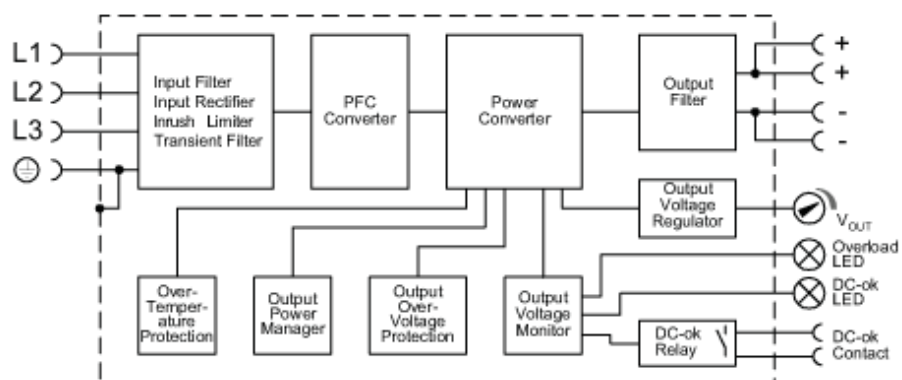 L1
L2
L3
Input Filter
Input Rectifier
Inrush Limiter
Transient Filter
PFC
Converter
Power
Converter
Output
Filter
+
+
-
-
Output
Voltage
Regulator
VOUT
Over-
Temper-
ature
Protection
Output
Power
Manager
Output
Over-
Voltage
Protection
Output
Voltage
Monitor
Overload
LED
DC-ok
LED
DC-ok
Relay
DC-ok
Contact